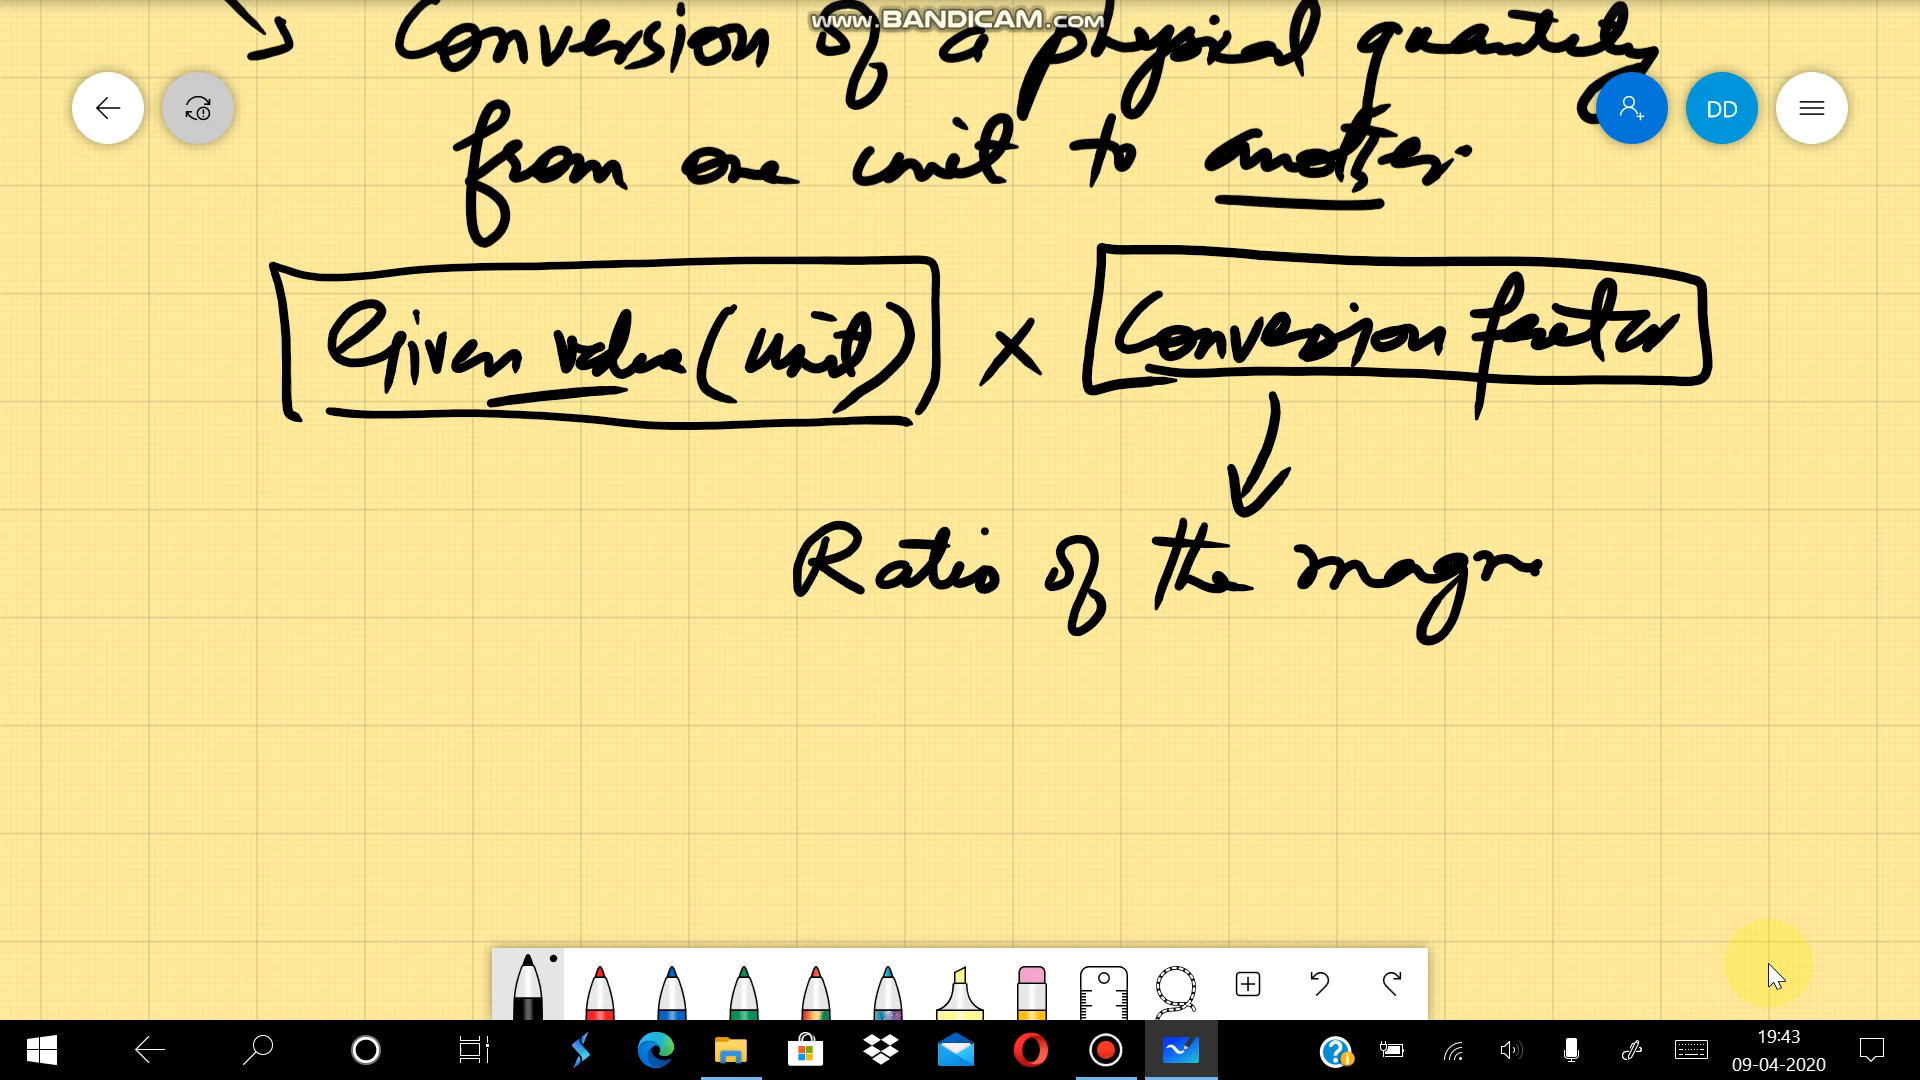 www.BANDICAM.com
Conversion of a physical quantity
from one unit to another.
DD
Given value (unit) × Conversion factor
Ratio of the magn
19:43
09-04-2020